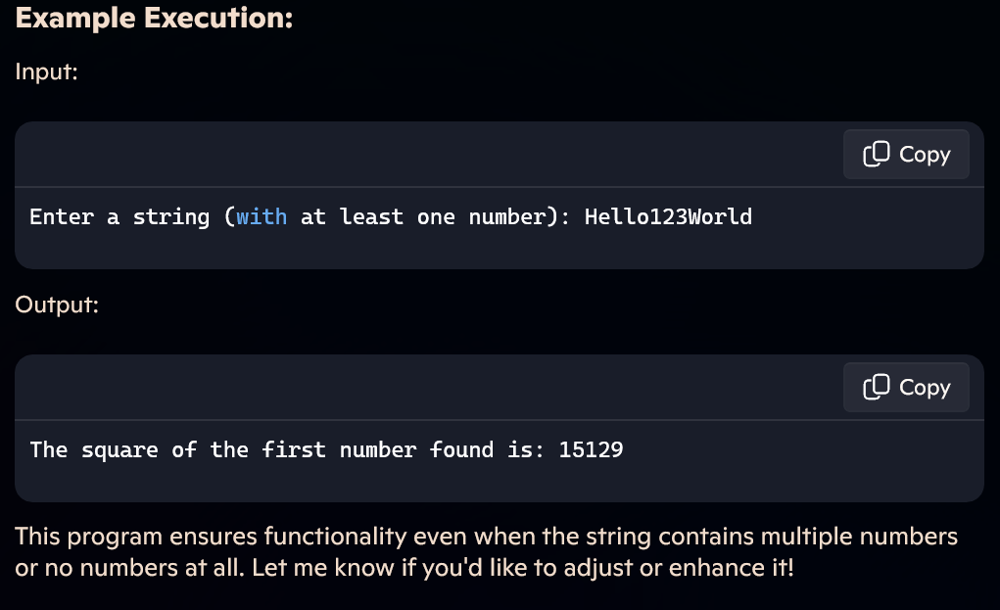 Example Execution:
Input:
Copy
Enter a string (with at least one number): Hello123World
Output:
Copy
The square of the first number found is: 15129
This program ensures functionality even when the string contains multiple numbers
or no numbers at all. Let me know if you'd like to adjust or enhance it!